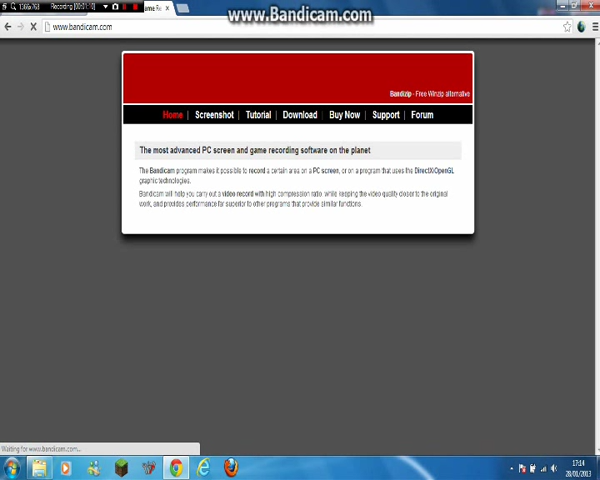 www.Bandicam.com
1366x768 Recording [00:01:10]
www.bandicam.com
Bandizip - Free Winzip alternative
Home | Screenshot | Tutorial | Download | Buy Now | Support | Forum
The most advanced PC screen and game recording software on the planet
The Bandicam program makes it possible to record a certain area on a PC screen, or on a program that uses the DirectX/OpenGL
graphic technologies.
Bandicam will help you carry out a video record with high compression ratio, while keeping the video quality closer to the original
work, and provides performance far superior to other programs that provide similar functions.
Waiting for www.bandicam.com...
17:14
28/01/2013